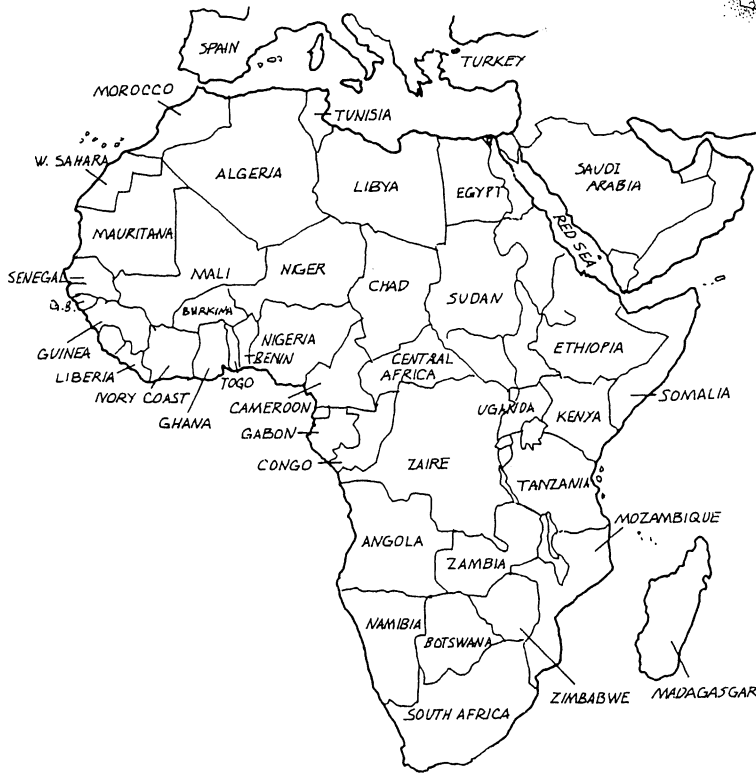 SPAIN
TURKEY
MOROCCO
TUNISIA
W. SAHARA
ALGERIA
LIBYA
EGYPT
SAUDI
ARABIA
RED SEA
MAURITANA
MALI
NIGER
CHAD
SUDAN
SENEGAL
G.B.
BURKINA
GUINEA
NIGERIA
BENIN
ETHIOPIA
LIBERIA
TOGO
CENTRAL
AFRICA
IVORY COAST
GHANA
CAMEROON
UGANDA
KENYA
SOMALIA
GABON
CONGO
ZAIRE
TANZANIA
MOZAMBIQUE
ANGOLA
ZAMBIA
NAMIBIA
BOTSWANA
ZIMBABWE
MADAGASGAR
SOUTH AFRICA